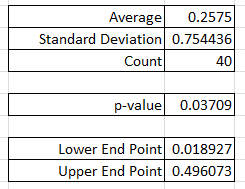 Average 0.2575
Standard Deviation 0.754436
Count 40
p-value 0.03709
Lower End Point 0.018927
Upper End Point 0.496073